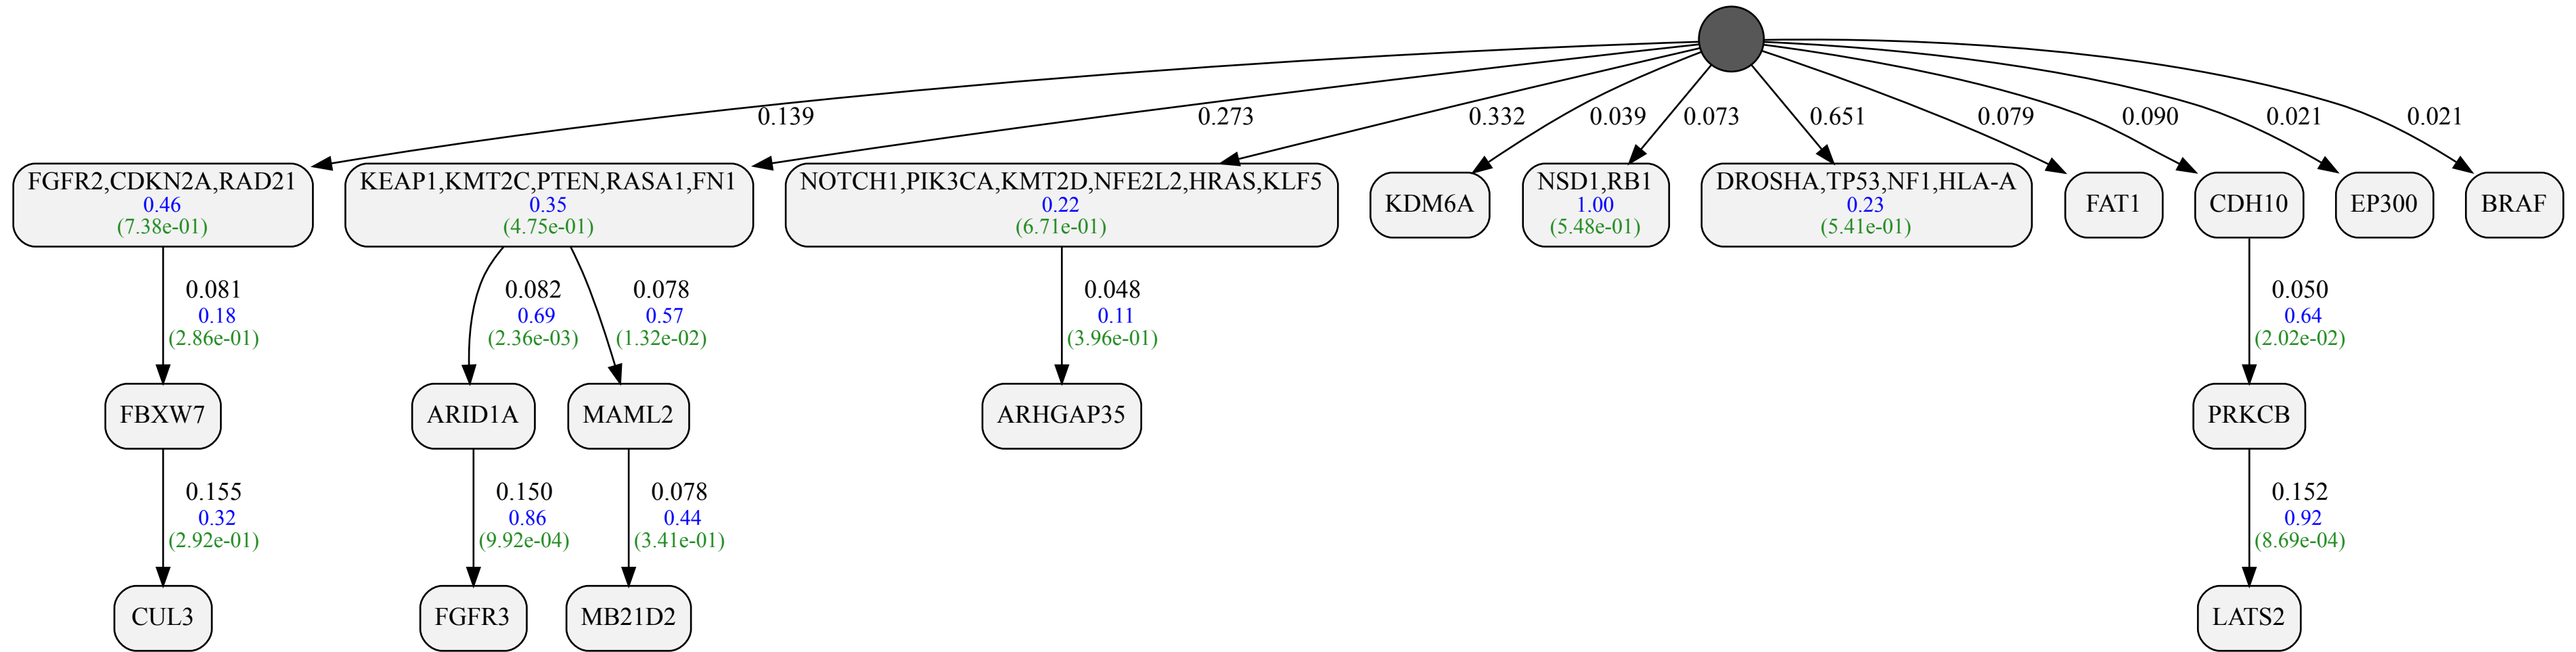 0.139
0.273
0.332
0.039
0.073
0.651
0.079
0.090
0.021
0.021
FGFR2,CDKN2A,RAD21
0.46
(7.38e-01)
KEAP1,KMT2C,PTEN,RASA1,FN1
0.35
(4.75e-01)
NOTCH1,PIK3CA,KMT2D,NFE2L2,HRAS,KLF5
0.22
(6.71e-01)
KDM6A
NSD1,RB1
1.00
(5.48e-01)
DROSHA,TP53,NF1,HLA-A
0.23
(5.41e-01)
FAT1
CDH10
EP300
BRAF
0.081
0.18
(2.86e-01)
0.082
0.69
(2.36e-03)
0.078
0.57
(1.32e-02)
0.048
0.11
(3.96e-01)
0.050
0.64
(2.02e-02)
FBXW7
ARID1A
MAML2
ARHGAP35
PRKCB
0.155
0.32
(2.92e-01)
0.150
0.86
(9.92e-04)
0.078
0.44
(3.41e-01)
0.152
0.92
(8.69e-04)
CUL3
FGFR3
MB21D2
LATS2